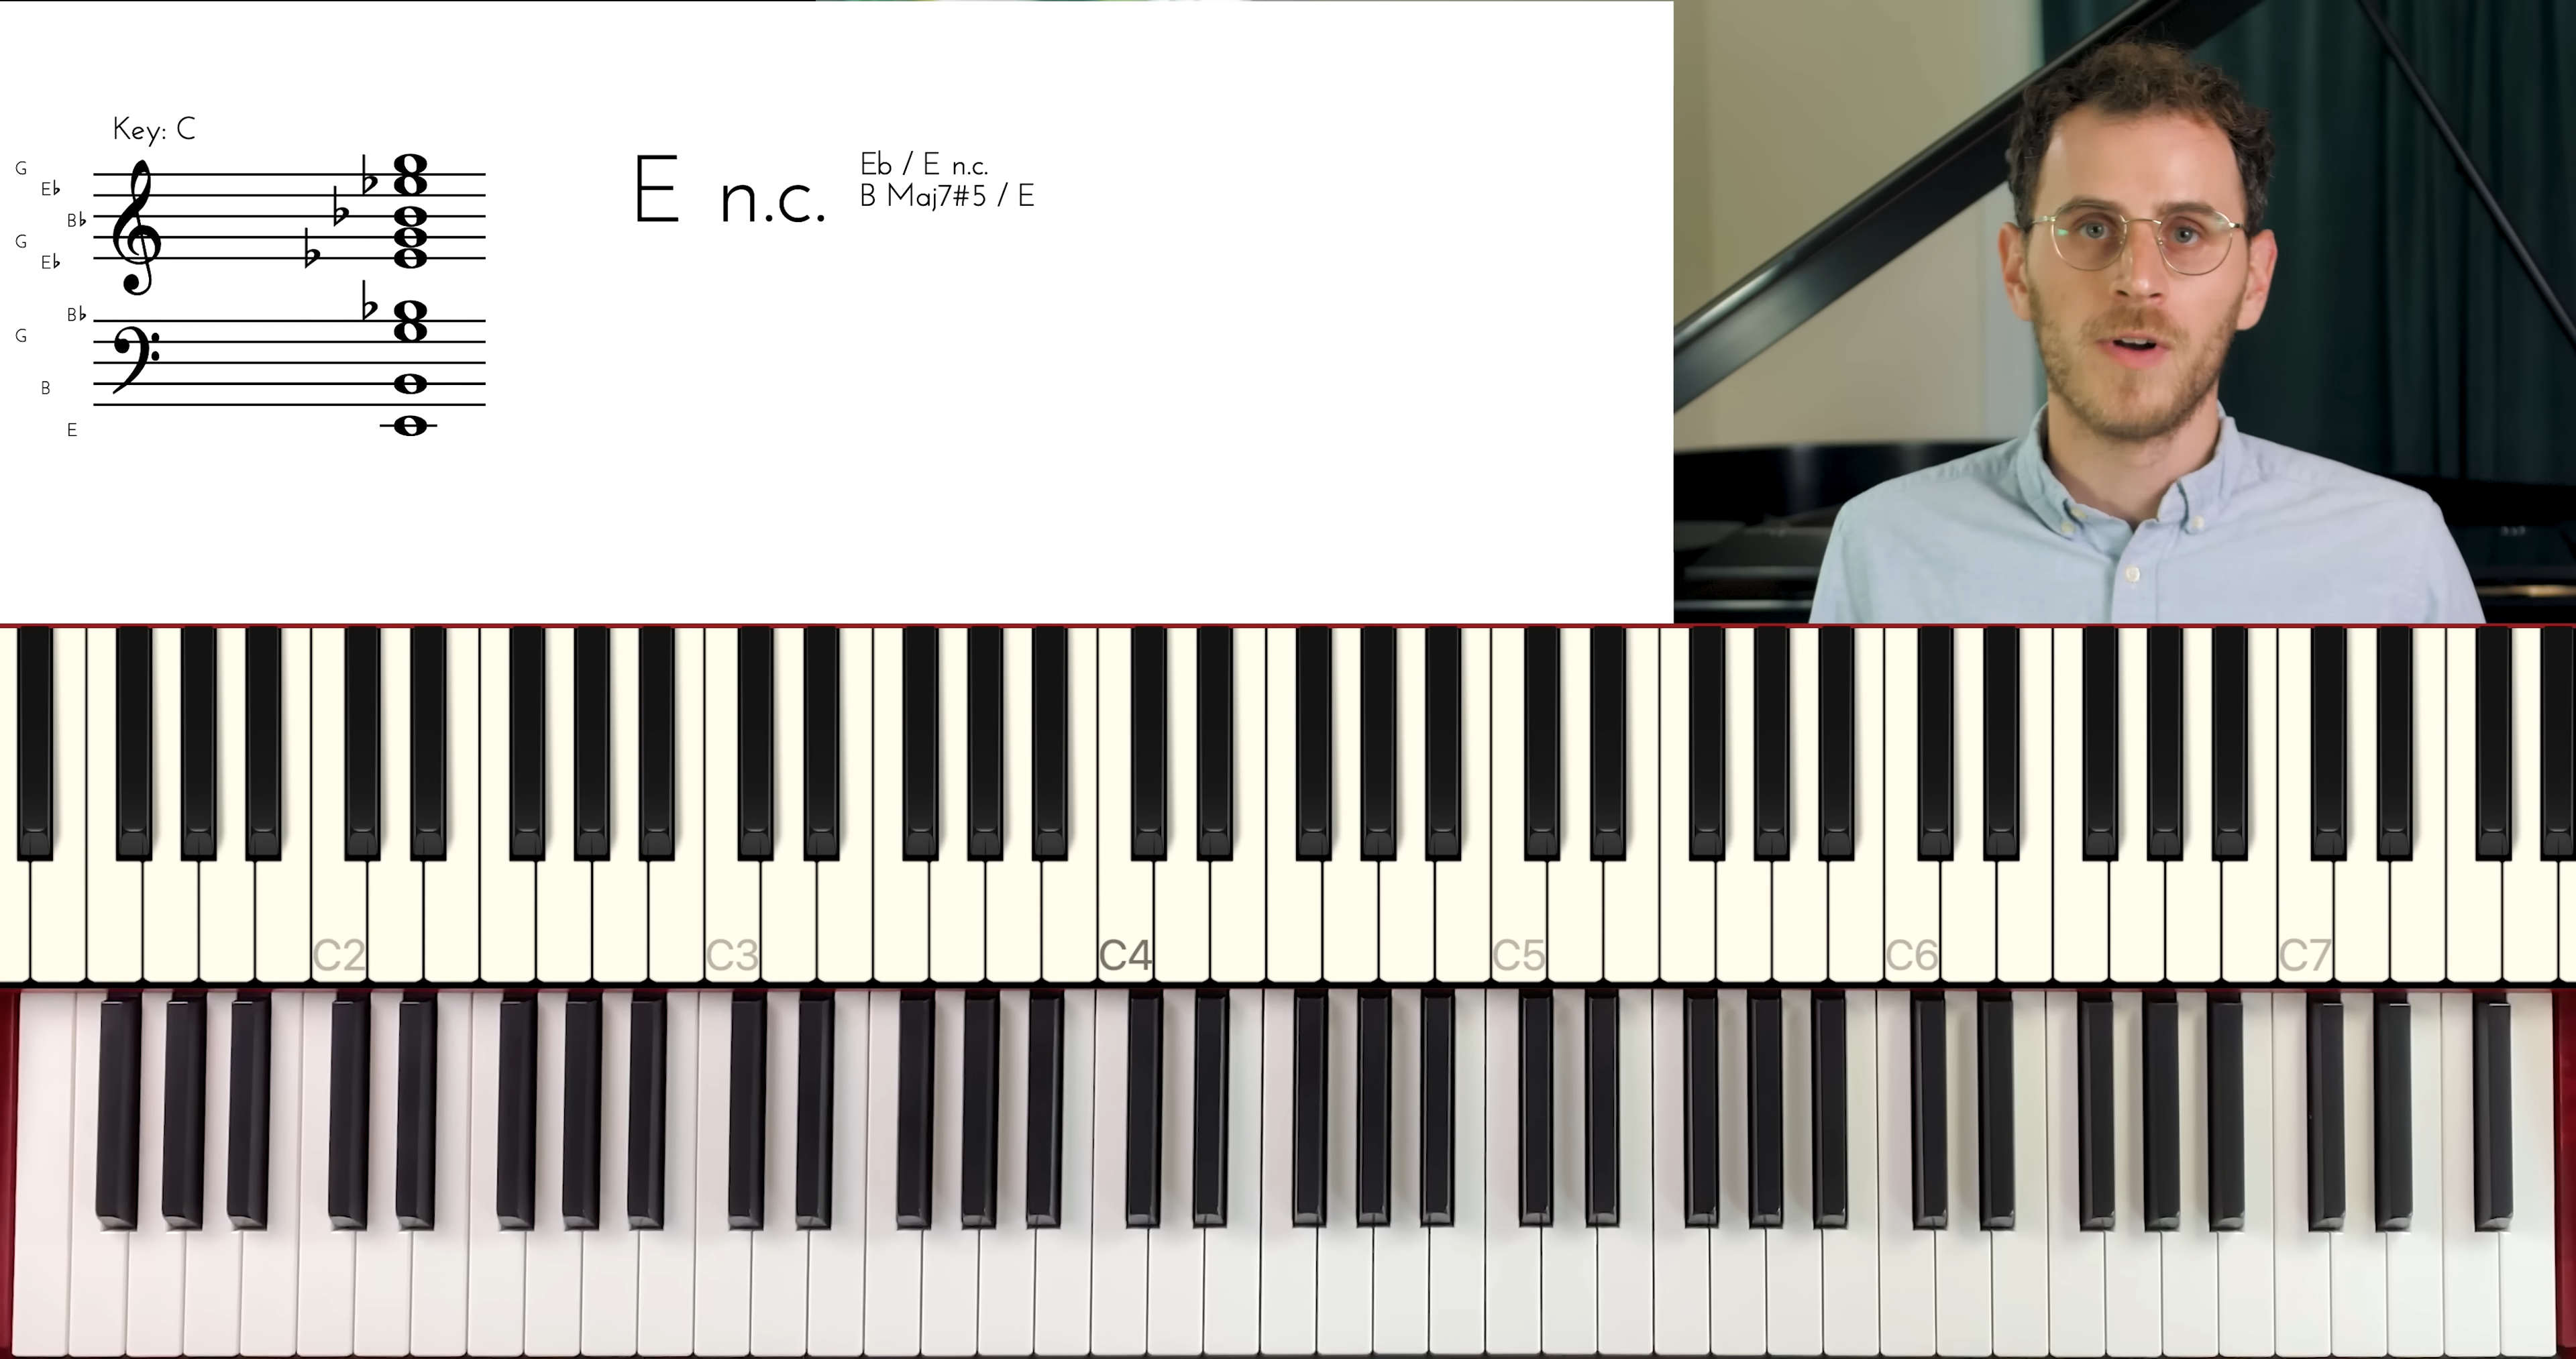 Key: C
G
Eb
Bb
G
Eb
Bb
G
B
E
E n.c.
Eb / E n.c.
B Maj7#5 / E
C2 C3 C4 C5 C6 C7